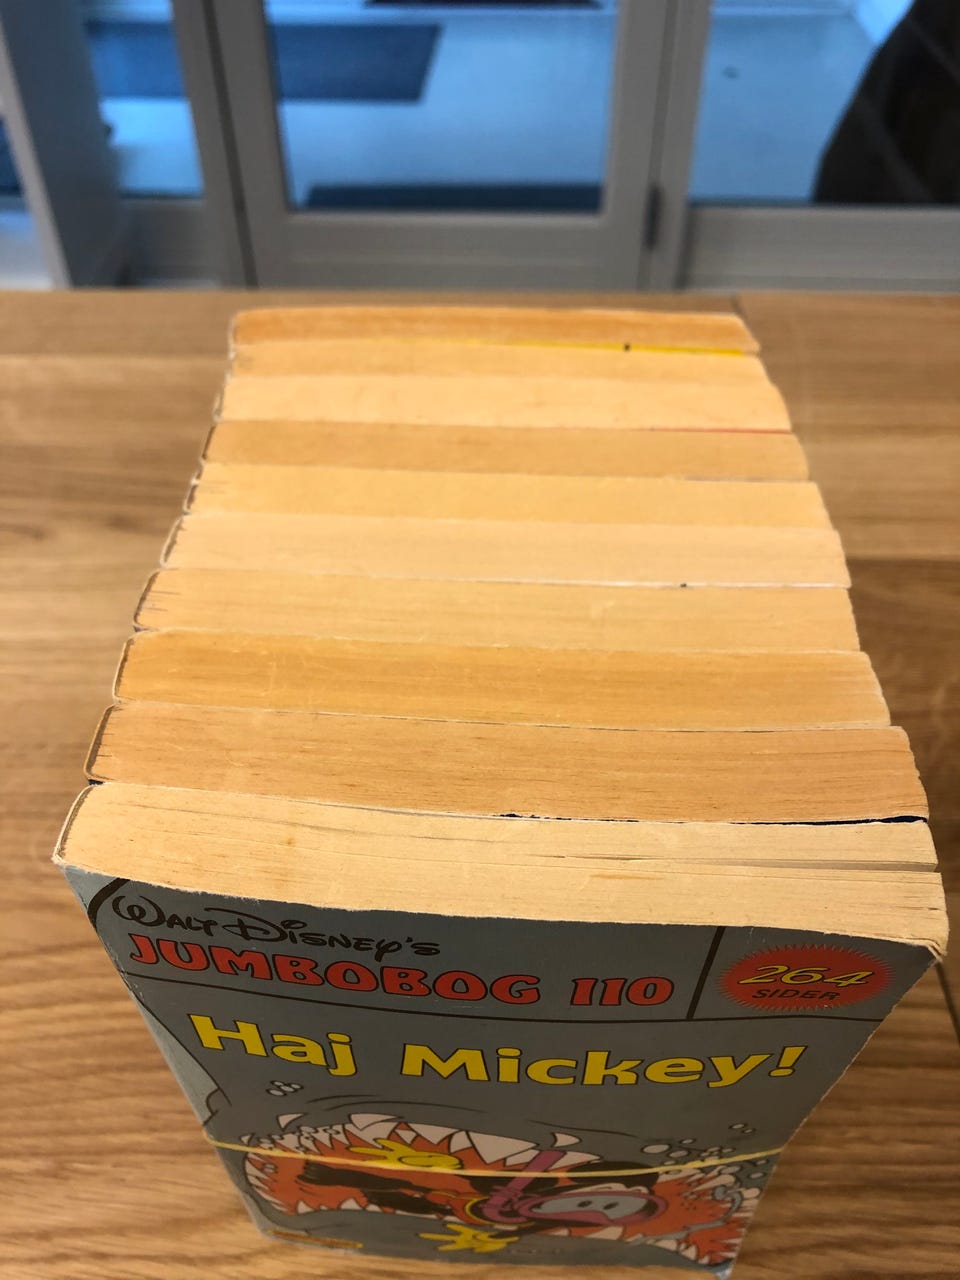 Walt Disney's
JUMBOBOG 110
264
SIDER
Haj Mickey!